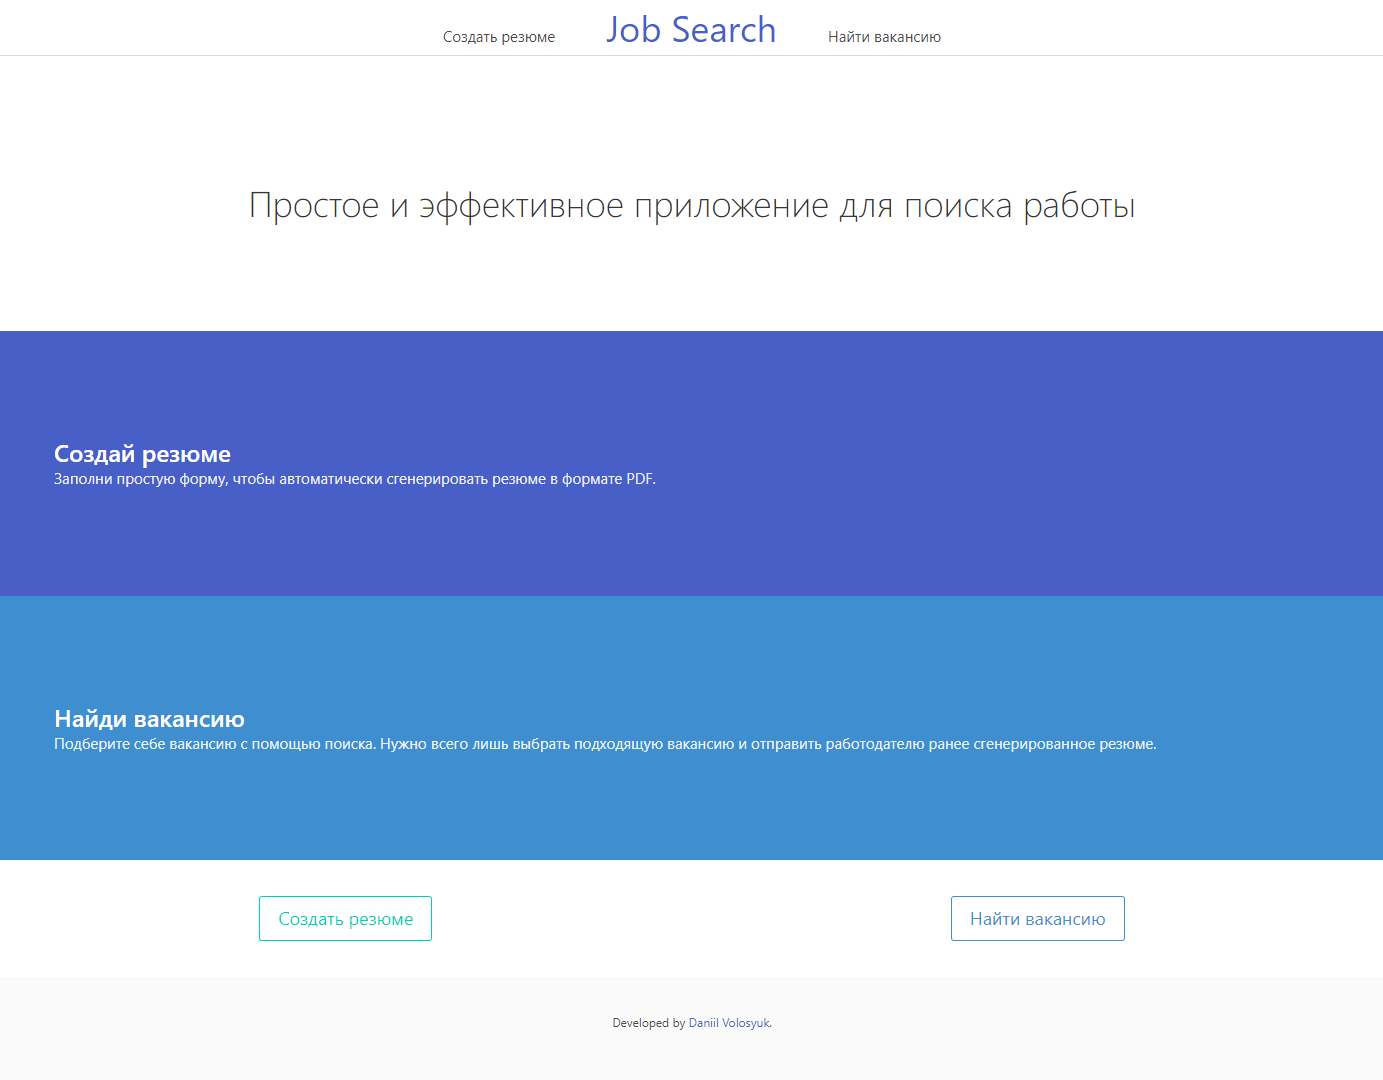 Создать резюме
Job Search
Найти вакансию
Простое и эффективное приложение для поиска работы
Создай резюме
Заполни простую форму, чтобы автоматически сгенерировать резюме в формате PDF.
Найди вакансию
Подберите себе вакансию с помощью поиска. Нужно всего лишь выбрать подходящую вакансию и отправить работодателю ранее сгенерированное резюме.
Создать резюме
Найти вакансию
Developed by Daniil Volosyuk.